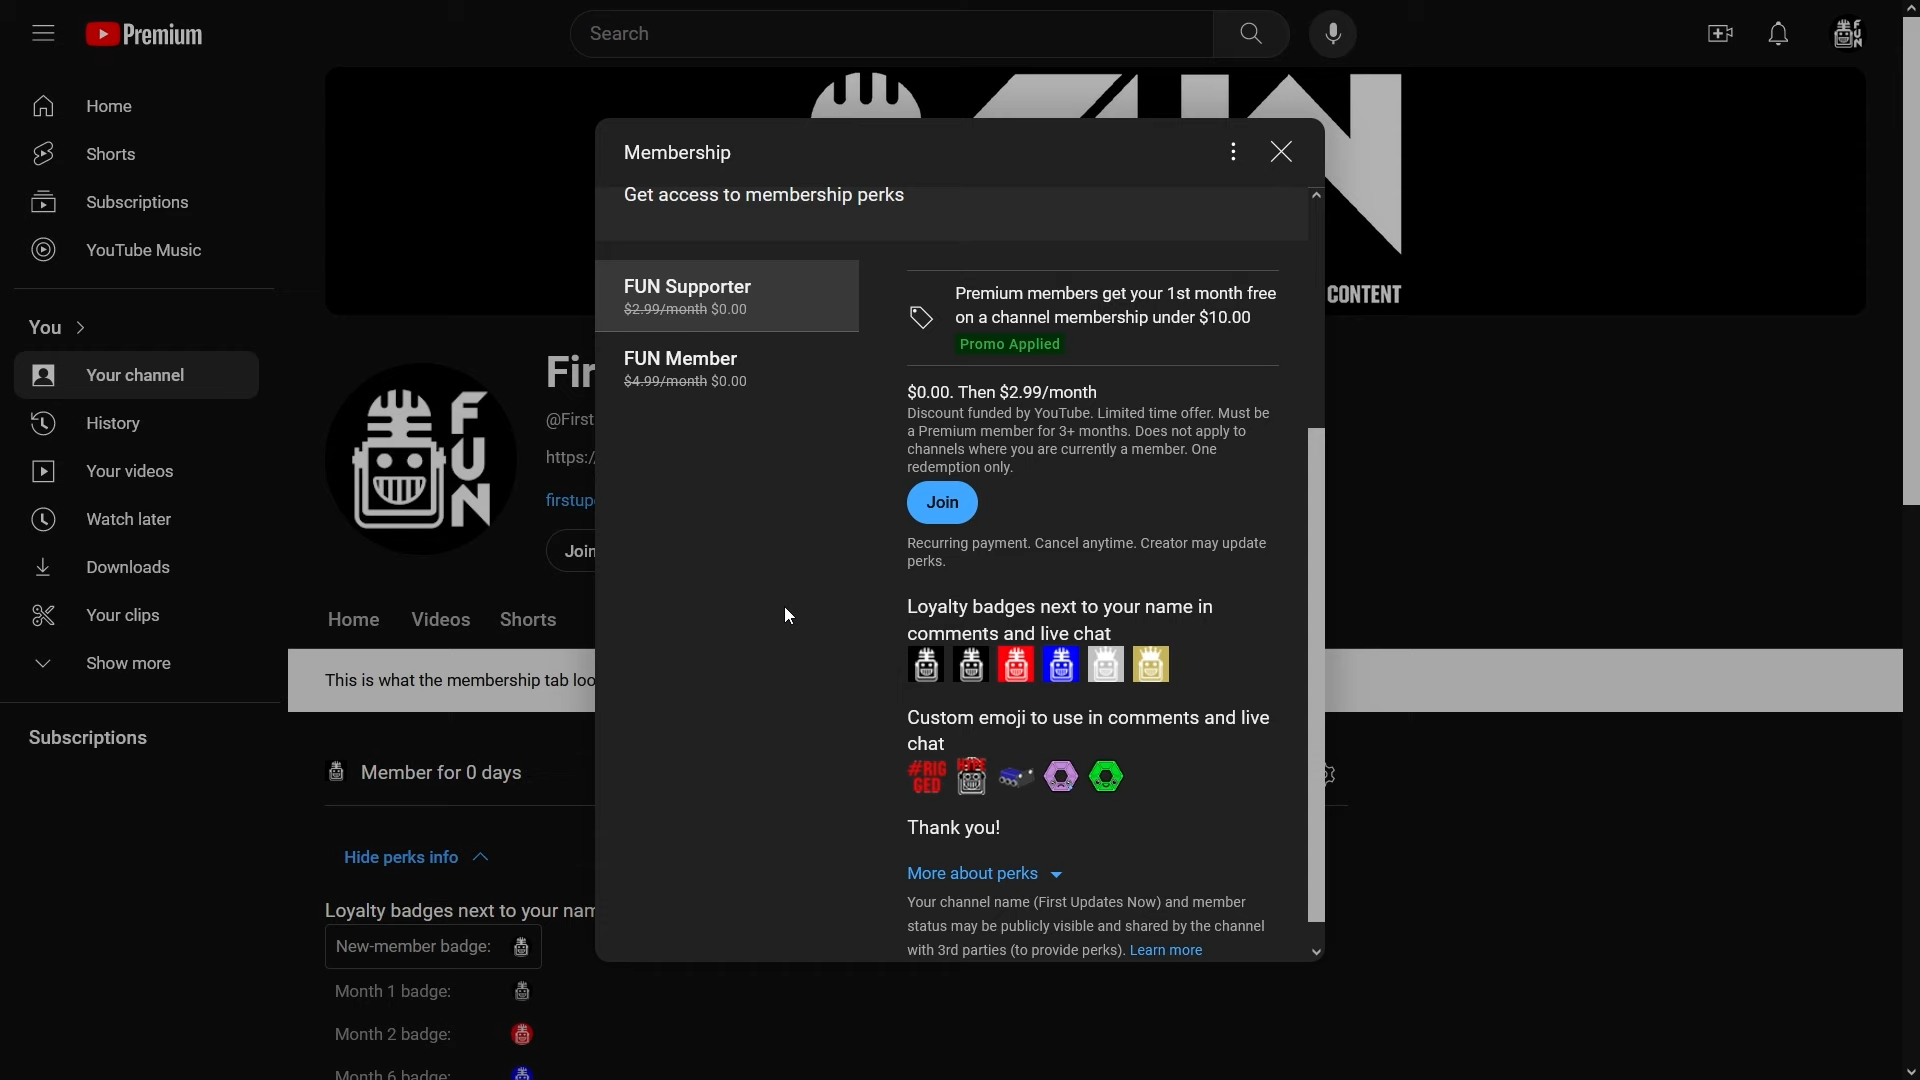 Premium
Search
FUN
Home
Shorts
Subscriptions
YouTube Music
You
Your channel
History
Your videos
Watch later
Downloads
Your clips
Show more
Subscriptions
CONTENT
FUN
Fir
@First
https:/
firstup
Join
Home Videos Shorts
This is what the membership tab loo
Member for 0 days
Hide perks info
Loyalty badges next to your nam
New-member badge:
Month 1 badge:
Month 2 badge:
Month 6 badge:
Membership
Get access to membership perks
FUN Supporter
$2.99/month $0.00
FUN Member
$4.99/month $0.00
Premium members get your 1st month free
on a channel membership under $10.00
Promo Applied
$0.00. Then $2.99/month
Discount funded by YouTube. Limited time offer. Must be
a Premium member for 3+ months. Does not apply to
channels where you are currently a member. One
redemption only.
Join
Recurring payment. Cancel anytime. Creator may update
perks.
Loyalty badges next to your name in
comments and live chat
Custom emoji to use in comments and live
chat
#RIG
GED
HYPE
Thank you!
More about perks
Your channel name (First Updates Now) and member
status may be publicly visible and shared by the channel
with 3rd parties (to provide perks). Learn more